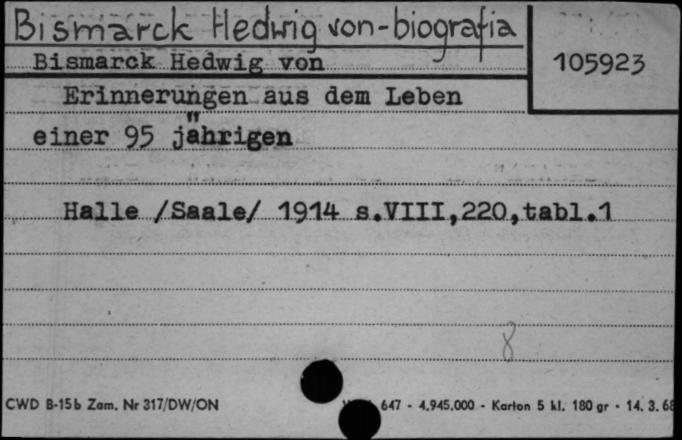 Bismarck Hedwig von-biografia
Bismarck Hedwig von
105923
Erinnerungen aus dem Leben
einer 95 jährigen
Halle /Saale/ 1914 s.VIII,220,tabl.1
8
CWD B-15b Zam. Nr 317/DW/ON
647 - 4.945.000 - Karton 5 kl. 180 gr - 14. 3. 68